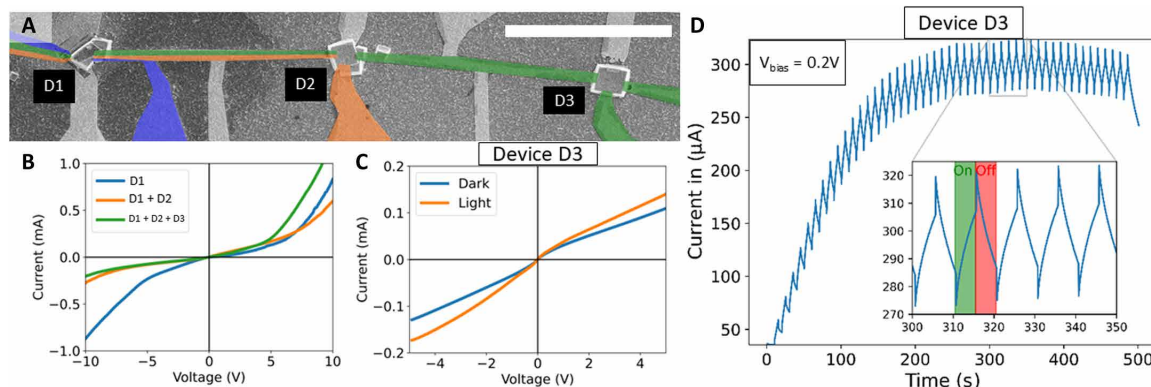 A
D1
D2
D3
B
Current (mA)
1.0
0.5
0.0
−0.5
−1.0
D1
D1 + D2
D1 + D2 + D3
−10
−5
0
5
10
Voltage (V)
C
Device D3
Current (mA)
0.2
0.1
0.0
−0.1
−0.2
Dark
Light
−4
−2
0
2
4
Voltage (V)
D
Device D3
Vbias = 0.2V
Current in (µA)
300
250
200
150
100
50
0
100
200
300
400
500
Time (s)
On Off
320
310
300
290
280
270
300
310
320
330
340
350